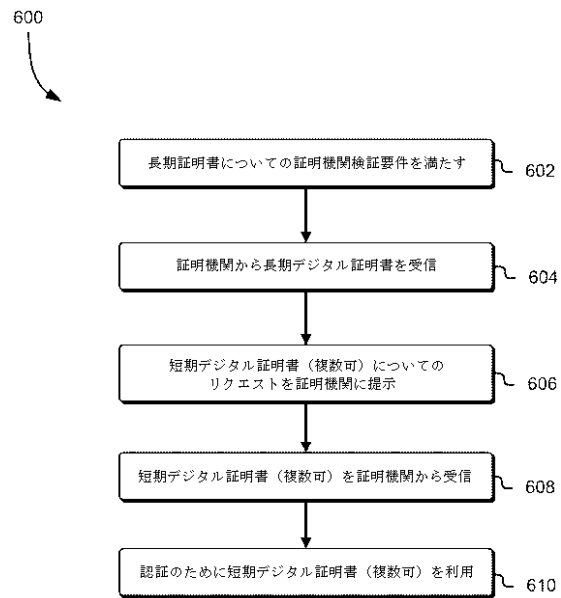 600
長期証明書についての証明機関検証要件を満たす
602
証明機関から長期デジタル証明書を受信
604
短期デジタル証明書（複数可）についての
リクエストを証明機関に提示
606
短期デジタル証明書（複数可）を証明機関から受信
608
認証のために短期デジタル証明書（複数可）を利用
610